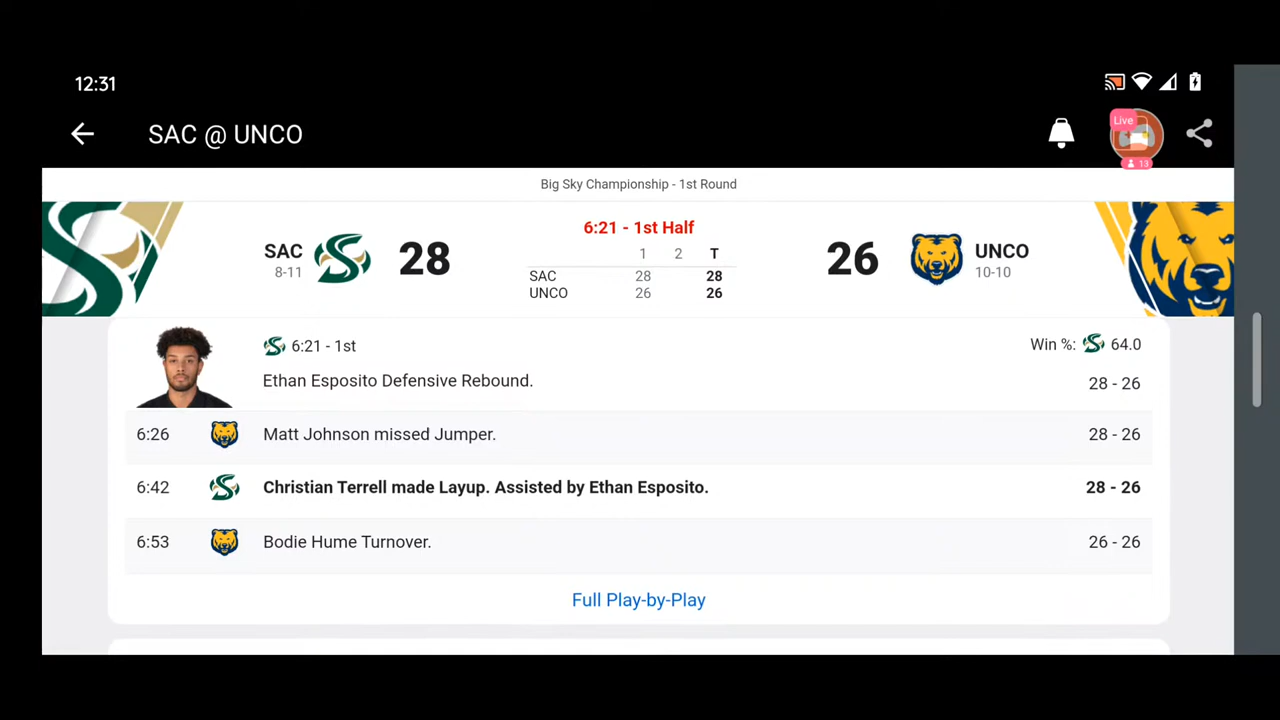 12:31
SAC @ UNCO
Live
13
Big Sky Championship - 1st Round
SAC
8-11
28
6:21 - 1st Half
1 2 T
SAC 28 28
UNCO 26 26
26
UNCO
10-10
6:21 - 1st
Win %: 64.0
Ethan Esposito Defensive Rebound.
28 - 26
6:26 Matt Johnson missed Jumper. 28 - 26
6:42 Christian Terrell made Layup. Assisted by Ethan Esposito. 28 - 26
6:53 Bodie Hume Turnover. 26 - 26
Full Play-by-Play